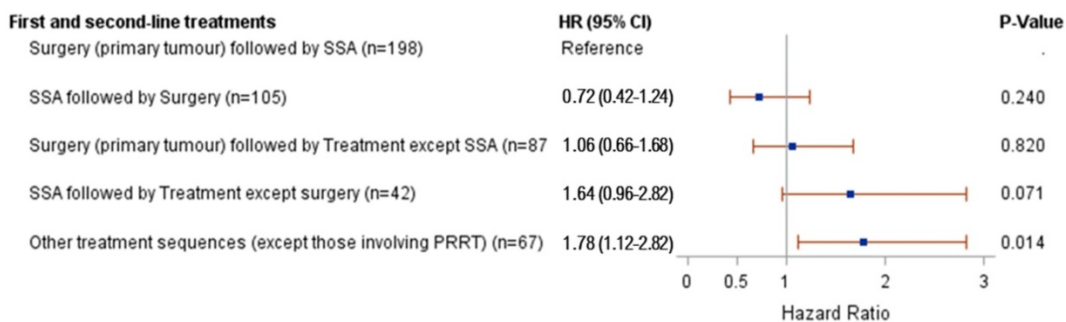 First and second-line treatments HR (95% CI) P-Value
Surgery (primary tumour) followed by SSA (n=198) Reference .
SSA followed by Surgery (n=105) 0.72 (0.42-1.24) 0.240
Surgery (primary tumour) followed by Treatment except SSA (n=87 1.06 (0.66-1.68) 0.820
SSA followed by Treatment except surgery (n=42) 1.64 (0.96-2.82) 0.071
Other treatment sequences (except those involving PRRT) (n=67) 1.78 (1.12-2.82) 0.014
0 0.5 1 2 3
Hazard Ratio